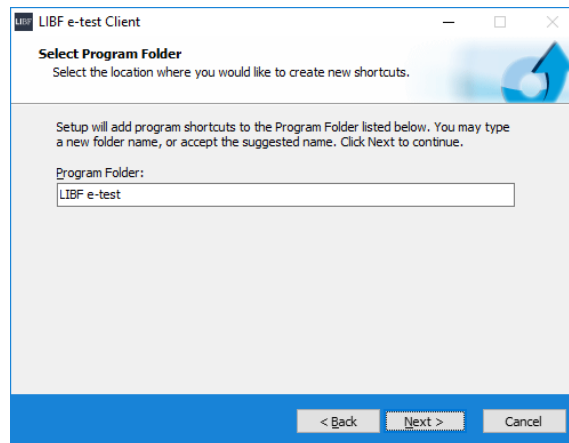 LIBF LIBF e-test Client
Select Program Folder
Select the location where you would like to create new shortcuts.
Setup will add program shortcuts to the Program Folder listed below. You may type
a new folder name, or accept the suggested name. Click Next to continue.
Program Folder:
LIBF e-test
< Back Next > Cancel